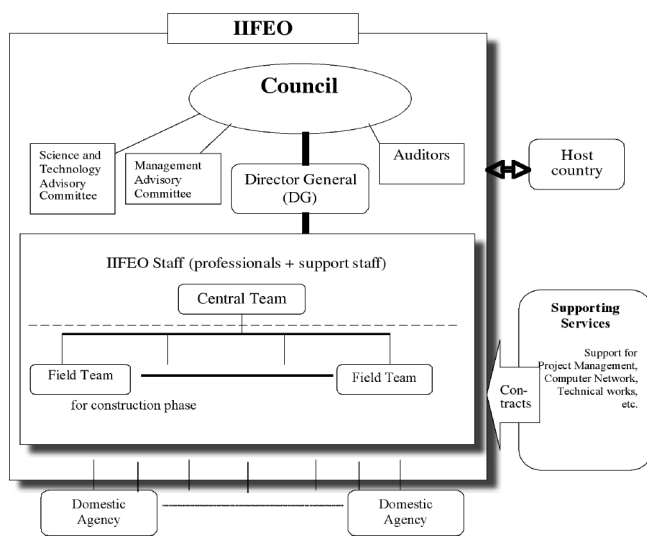 IIFEO
Council
Science and
Technology
Advisory
Committee
Management
Advisory
Committee
Auditors
Director General
(DG)
Host
country
IIFEO Staff (professionals + support staff)
Central Team
Field Team
Field Team
for construction phase
Supporting
Services
Support for
Project Management,
Computer Network,
Technical works,
etc.
Con-
tracts
Domestic
Agency
Domestic
Agency